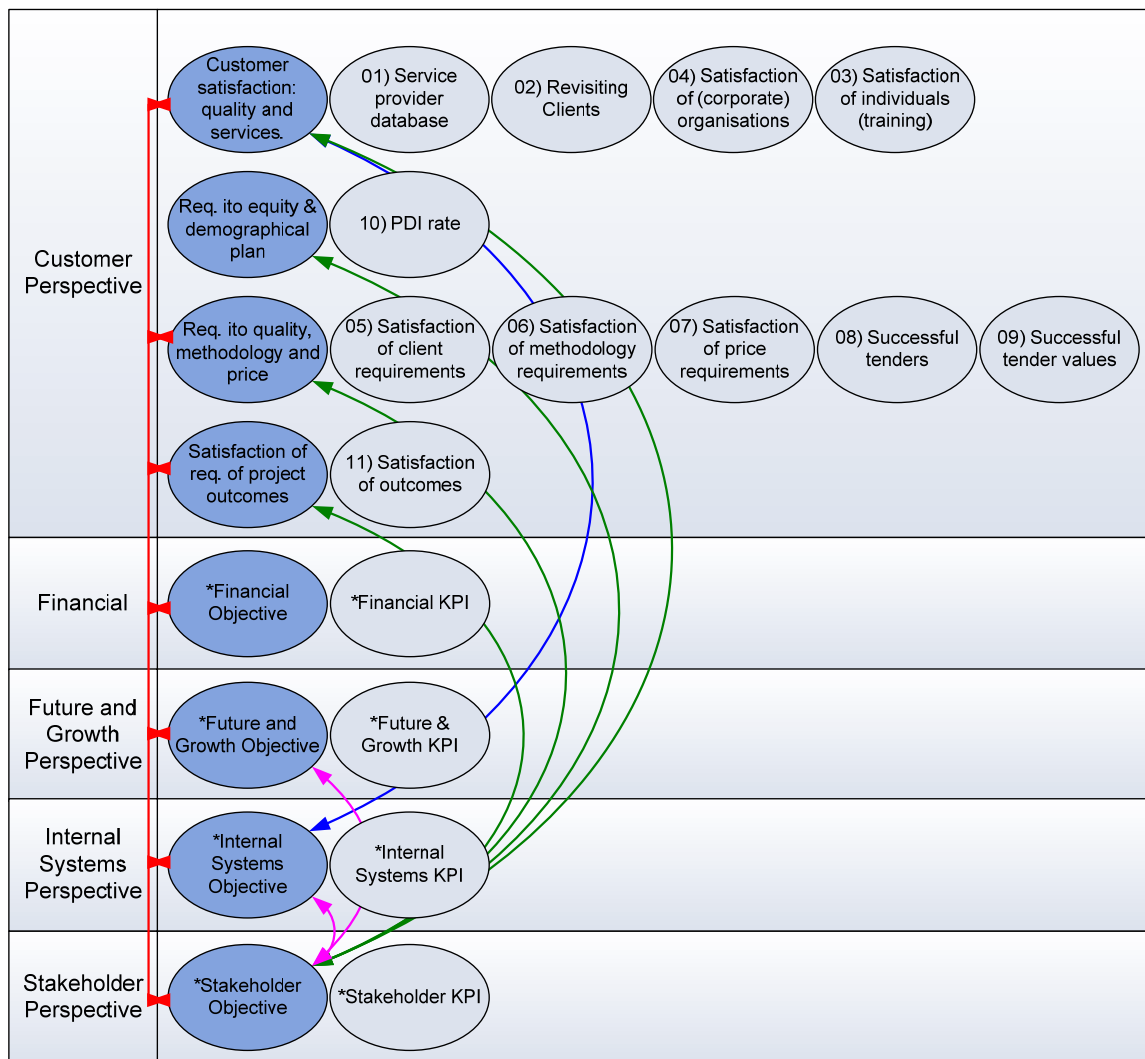 Customer
Perspective
Customer
satisfaction:
quality and
services.
01) Service
provider
database
02) Revisiting
Clients
04) Satisfaction
of (corporate)
organisations
03) Satisfaction
of individuals
(training)
Req. ito equity &
demographical
plan
10) PDI rate
Req. ito quality,
methodology and
price
05) Satisfaction
of client
requirements
06) Satisfaction
of methodology
requirements
07) Satisfaction
of price
requirements
08) Successful
tenders
09) Successful
tender values
Satisfaction of
req. of project
outcomes
11) Satisfaction
of outcomes
Financial
*Financial
Objective
*Financial KPI
Future and
Growth
Perspective
*Future and
Growth Objective
*Future &
Growth KPI
Internal
Systems
Perspective
*Internal
Systems
Objective
*Internal
Systems KPI
Stakeholder
Perspective
*Stakeholder
Objective
*Stakeholder KPI